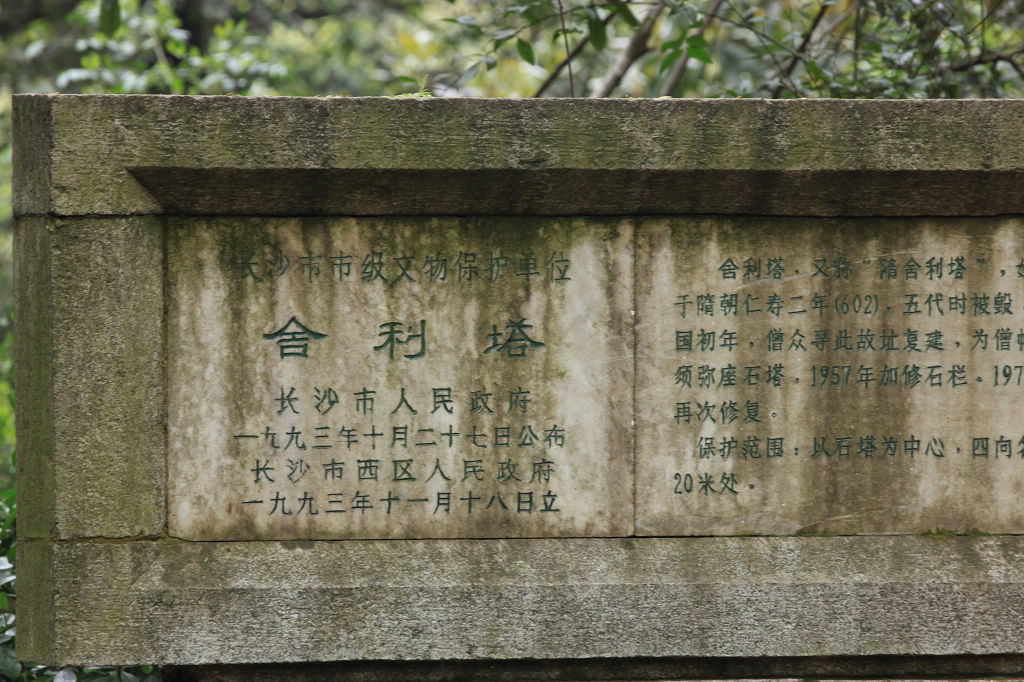 长沙市市级文物保护单位
舍利塔
长沙市人民政府
一九九三年十月二十七日公布
长沙市西区人民政府
一九九三年十一月十八日立
舍利塔，又称“隋舍利塔”，
于隋朝仁寿二年(602)，五代时被毁
国初年，僧众寻此故址复建，为僧
须弥座石塔，1957年加修石栏。197
再次修复。
保护范围：以石塔为中心，四向各
20米处。